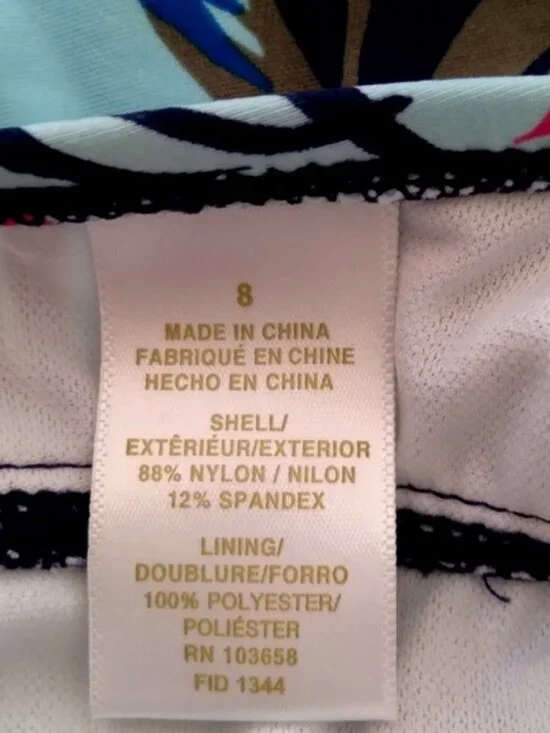 8
MADE IN CHINA
FABRIQUÉ EN CHINE
HECHO EN CHINA
SHELL/
EXTÊRIÉUR/EXTERIOR
88% NYLON / NILON
12% SPANDEX
LINING/
DOUBLURE/FORRO
100% POLYESTER/
POLIÉSTER
RN 103658
FID 1344